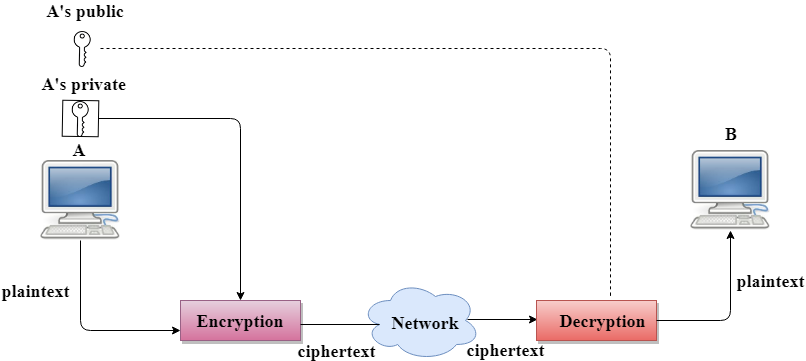 A's public
A's private
A
B
plaintext
plaintext
Encryption
Network
Decryption
ciphertext
ciphertext